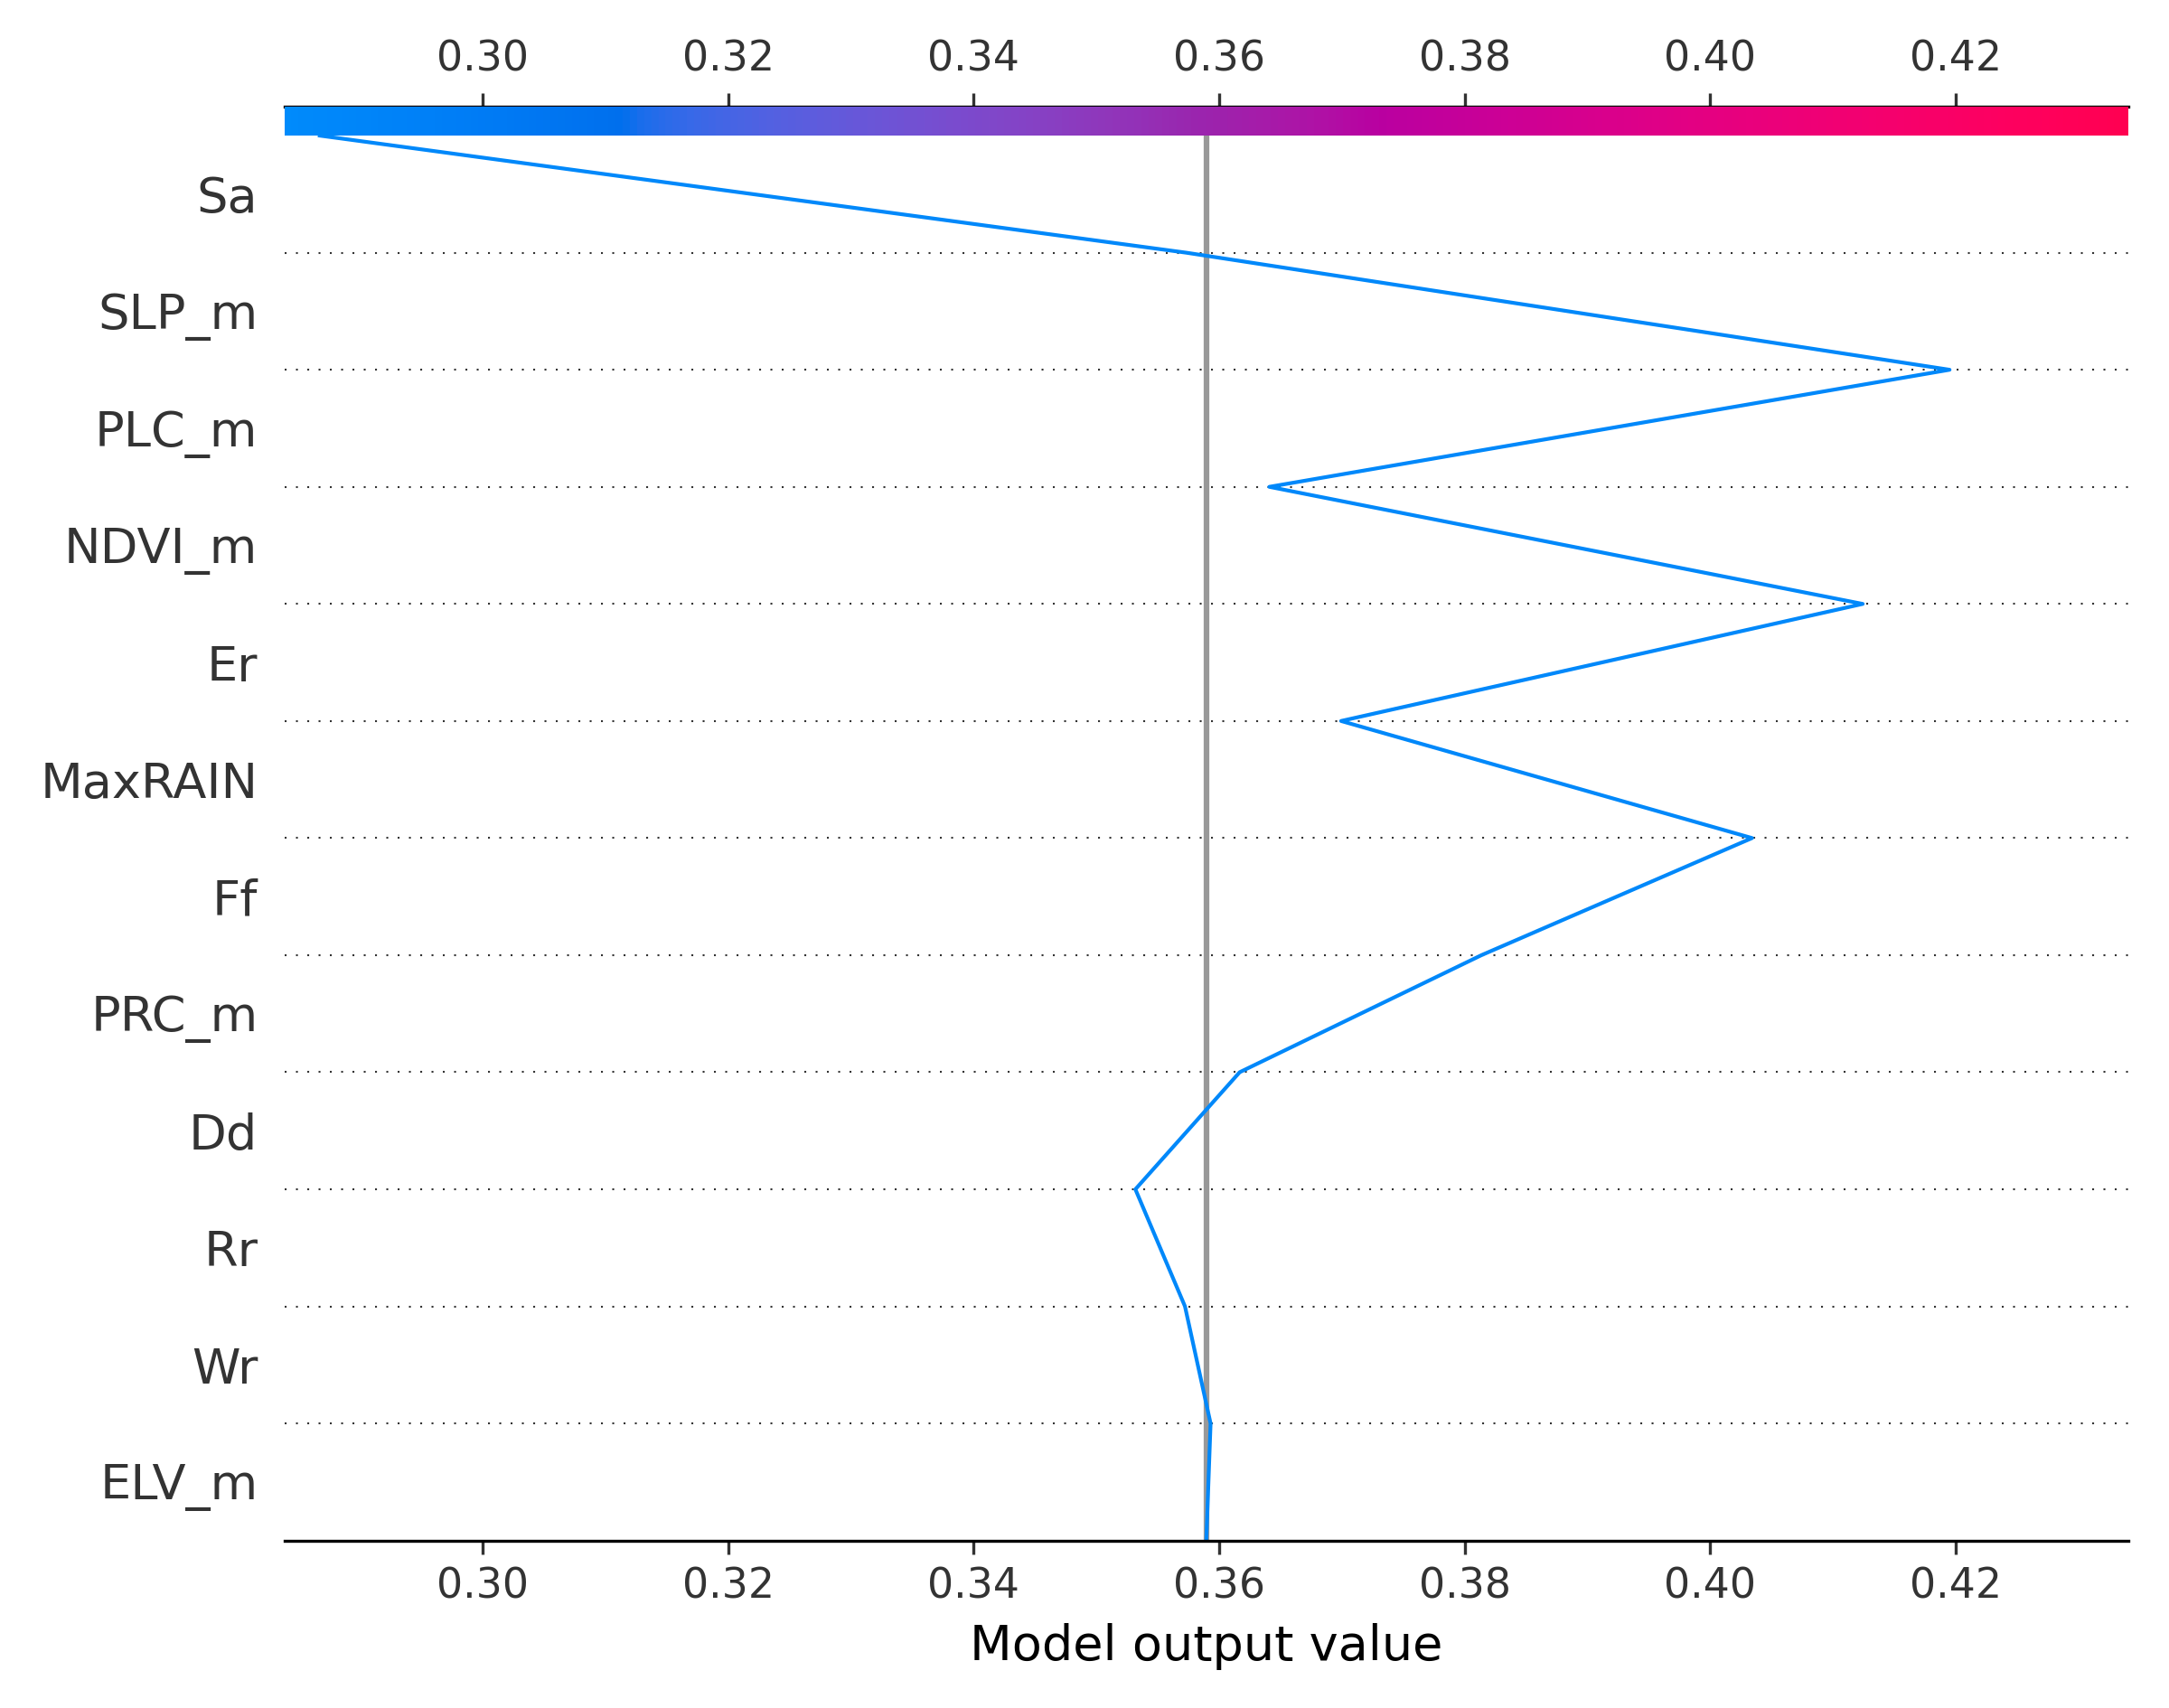 0.30 0.32 0.34 0.36 0.38 0.40 0.42
Sa
SLP_m
PLC_m
NDVI_m
Er
MaxRAIN
Ff
PRC_m
Dd
Rr
Wr
ELV_m
0.30 0.32 0.34 0.36 0.38 0.40 0.42
Model output value